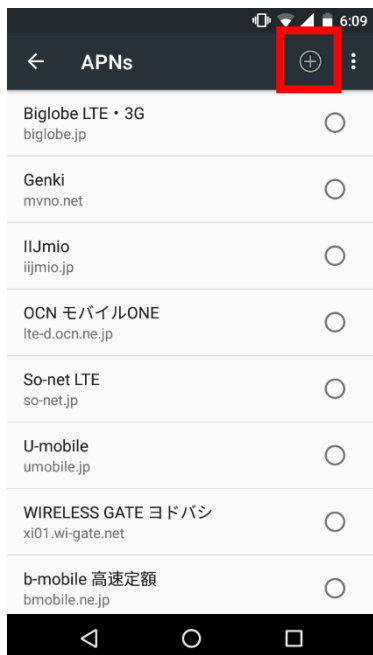 6:09
APNs
Biglobe LTE・3G
biglobe.jp
Genki
mvno.net
IIJmio
iijmio.jp
OCN モバイルONE
lte-d.ocn.ne.jp
So-net LTE
so-net.jp
U-mobile
umobile.jp
WIRELESS GATE ヨドバシ
xi01.wi-gate.net
b-mobile 高速定額
bmobile.ne.jp